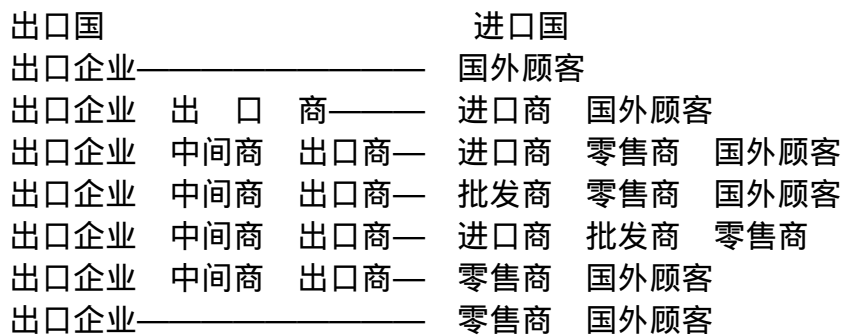 出口国 进口国
出口企业————————— 国外顾客
出口企业 出 口 商——— 进口商 国外顾客
出口企业 中间商 出口商— 进口商 零售商 国外顾客
出口企业 中间商 出口商— 批发商 零售商 国外顾客
出口企业 中间商 出口商— 进口商 批发商 零售商
出口企业 中间商 出口商— 零售商 国外顾客
出口企业————————— 零售商 国外顾客